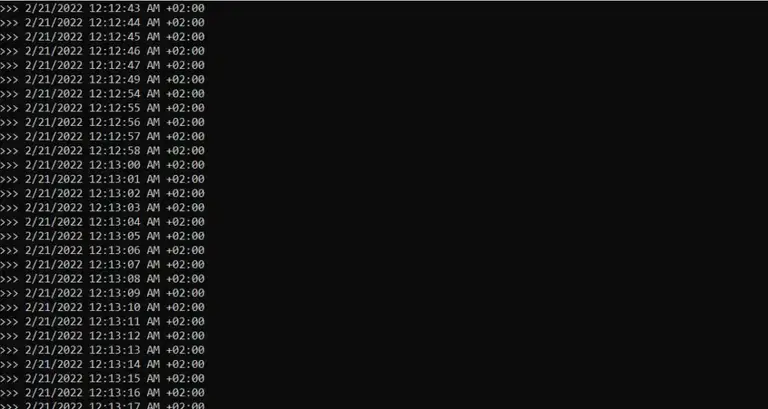 >>> 2/21/2022 12:12:43 AM +02:00
>>> 2/21/2022 12:12:44 AM +02:00
>>> 2/21/2022 12:12:45 AM +02:00
>>> 2/21/2022 12:12:46 AM +02:00
>>> 2/21/2022 12:12:47 AM +02:00
>>> 2/21/2022 12:12:49 AM +02:00
>>> 2/21/2022 12:12:54 AM +02:00
>>> 2/21/2022 12:12:55 AM +02:00
>>> 2/21/2022 12:12:56 AM +02:00
>>> 2/21/2022 12:12:57 AM +02:00
>>> 2/21/2022 12:12:58 AM +02:00
>>> 2/21/2022 12:13:00 AM +02:00
>>> 2/21/2022 12:13:01 AM +02:00
>>> 2/21/2022 12:13:02 AM +02:00
>>> 2/21/2022 12:13:03 AM +02:00
>>> 2/21/2022 12:13:04 AM +02:00
>>> 2/21/2022 12:13:05 AM +02:00
>>> 2/21/2022 12:13:06 AM +02:00
>>> 2/21/2022 12:13:07 AM +02:00
>>> 2/21/2022 12:13:08 AM +02:00
>>> 2/21/2022 12:13:09 AM +02:00
>>> 2/21/2022 12:13:10 AM +02:00
>>> 2/21/2022 12:13:11 AM +02:00
>>> 2/21/2022 12:13:12 AM +02:00
>>> 2/21/2022 12:13:13 AM +02:00
>>> 2/21/2022 12:13:14 AM +02:00
>>> 2/21/2022 12:13:15 AM +02:00
>>> 2/21/2022 12:13:16 AM +02:00
>>> 2/21/2022 12:13:17 AM +02:00